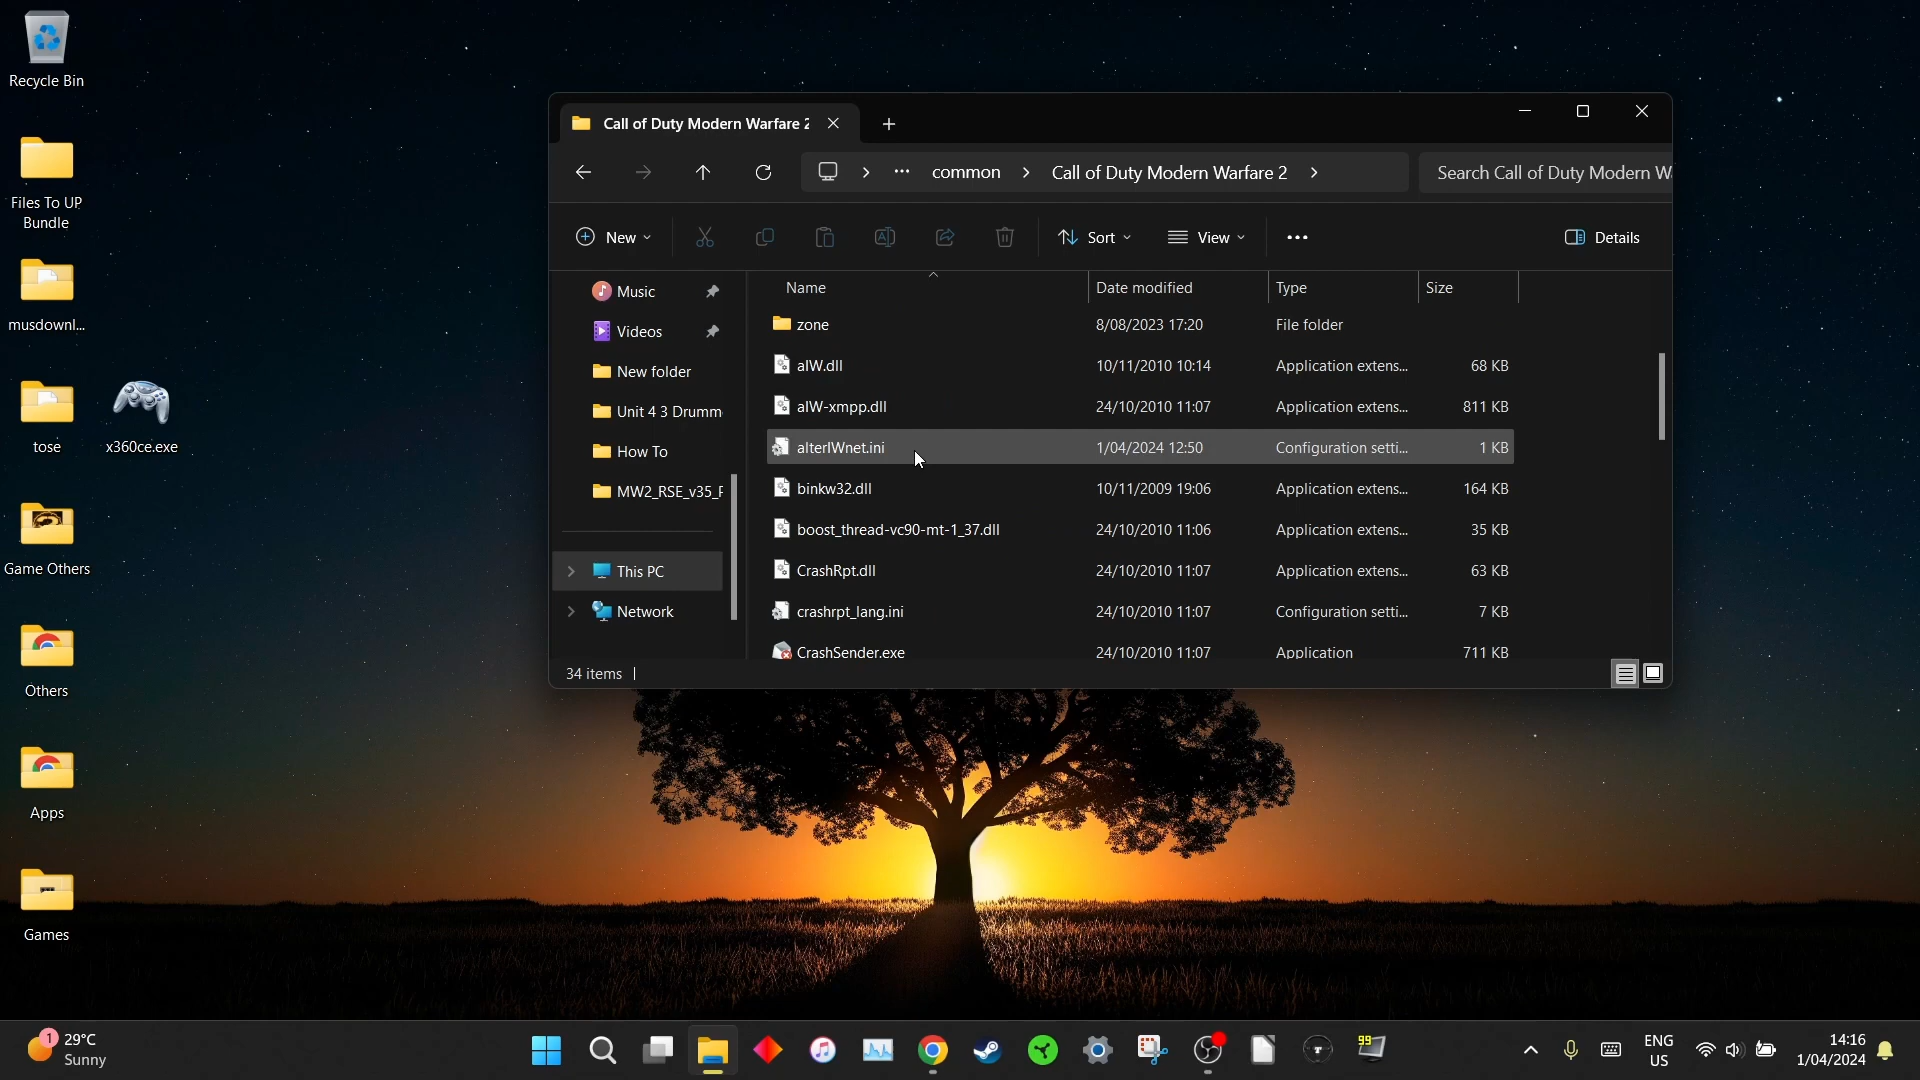 Recycle Bin
Files To UP
Bundle
musdownl...
tose
x360ce.exe
Game Others
Others
Apps
Games
Call of Duty Modern Warfare 2
common
Call of Duty Modern Warfare 2
Search Call of Duty Modern W
New
Sort
View
Details
Music
Videos
New folder
Unit 4 3 Drumm
How To
MW2_RSE_v35_F
This PC
Network
Name Date modified Type Size
zone 8/08/2023 17:20 File folder
aIW.dll 10/11/2010 10:14 Application extens... 68 KB
aIW-xmpp.dll 24/10/2010 11:07 Application extens... 811 KB
alterIWnet.ini 1/04/2024 12:50 Configuration setti... 1 KB
binkw32.dll 10/11/2009 19:06 Application extens... 164 KB
boost_thread-vc90-mt-1_37.dll 24/10/2010 11:06 Application extens... 35 KB
CrashRpt.dll 24/10/2010 11:07 Application extens... 63 KB
crashrpt_lang.ini 24/10/2010 11:07 Configuration setti... 7 KB
CrashSender.exe 24/10/2010 11:07 Application 711 KB
34 items
1
29°C
Sunny
99
ENG
US
14:16
1/04/2024